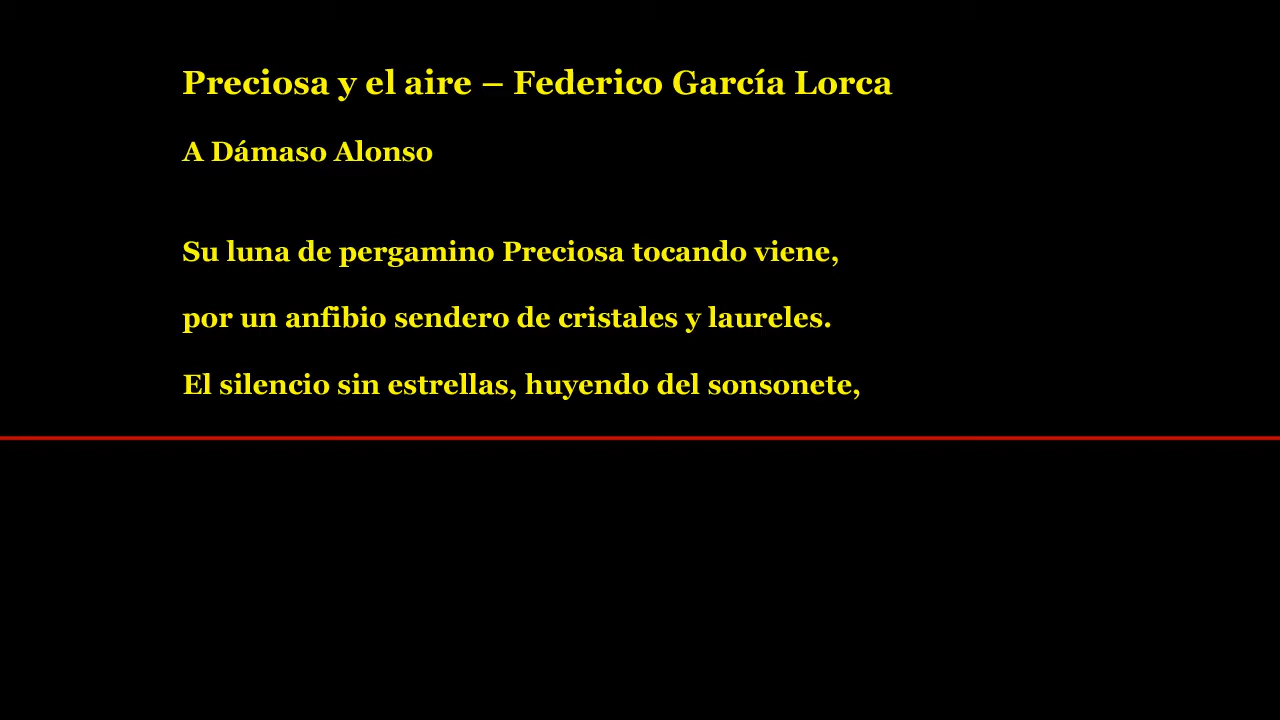 Preciosa y el aire – Federico García Lorca
A Dámaso Alonso
Su luna de pergamino Preciosa tocando viene,
por un anfibio sendero de cristales y laureles.
El silencio sin estrellas, huyendo del sonsonete,